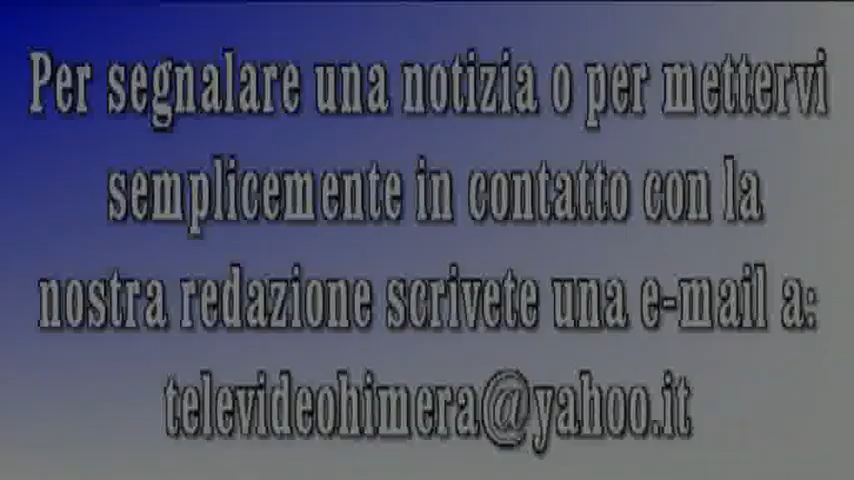 Per segnalare una notizia o per mettervi
semplicemente in contatto con la
nostra redazione scrivete una e-mail a:
televideohimera@yahoo.it